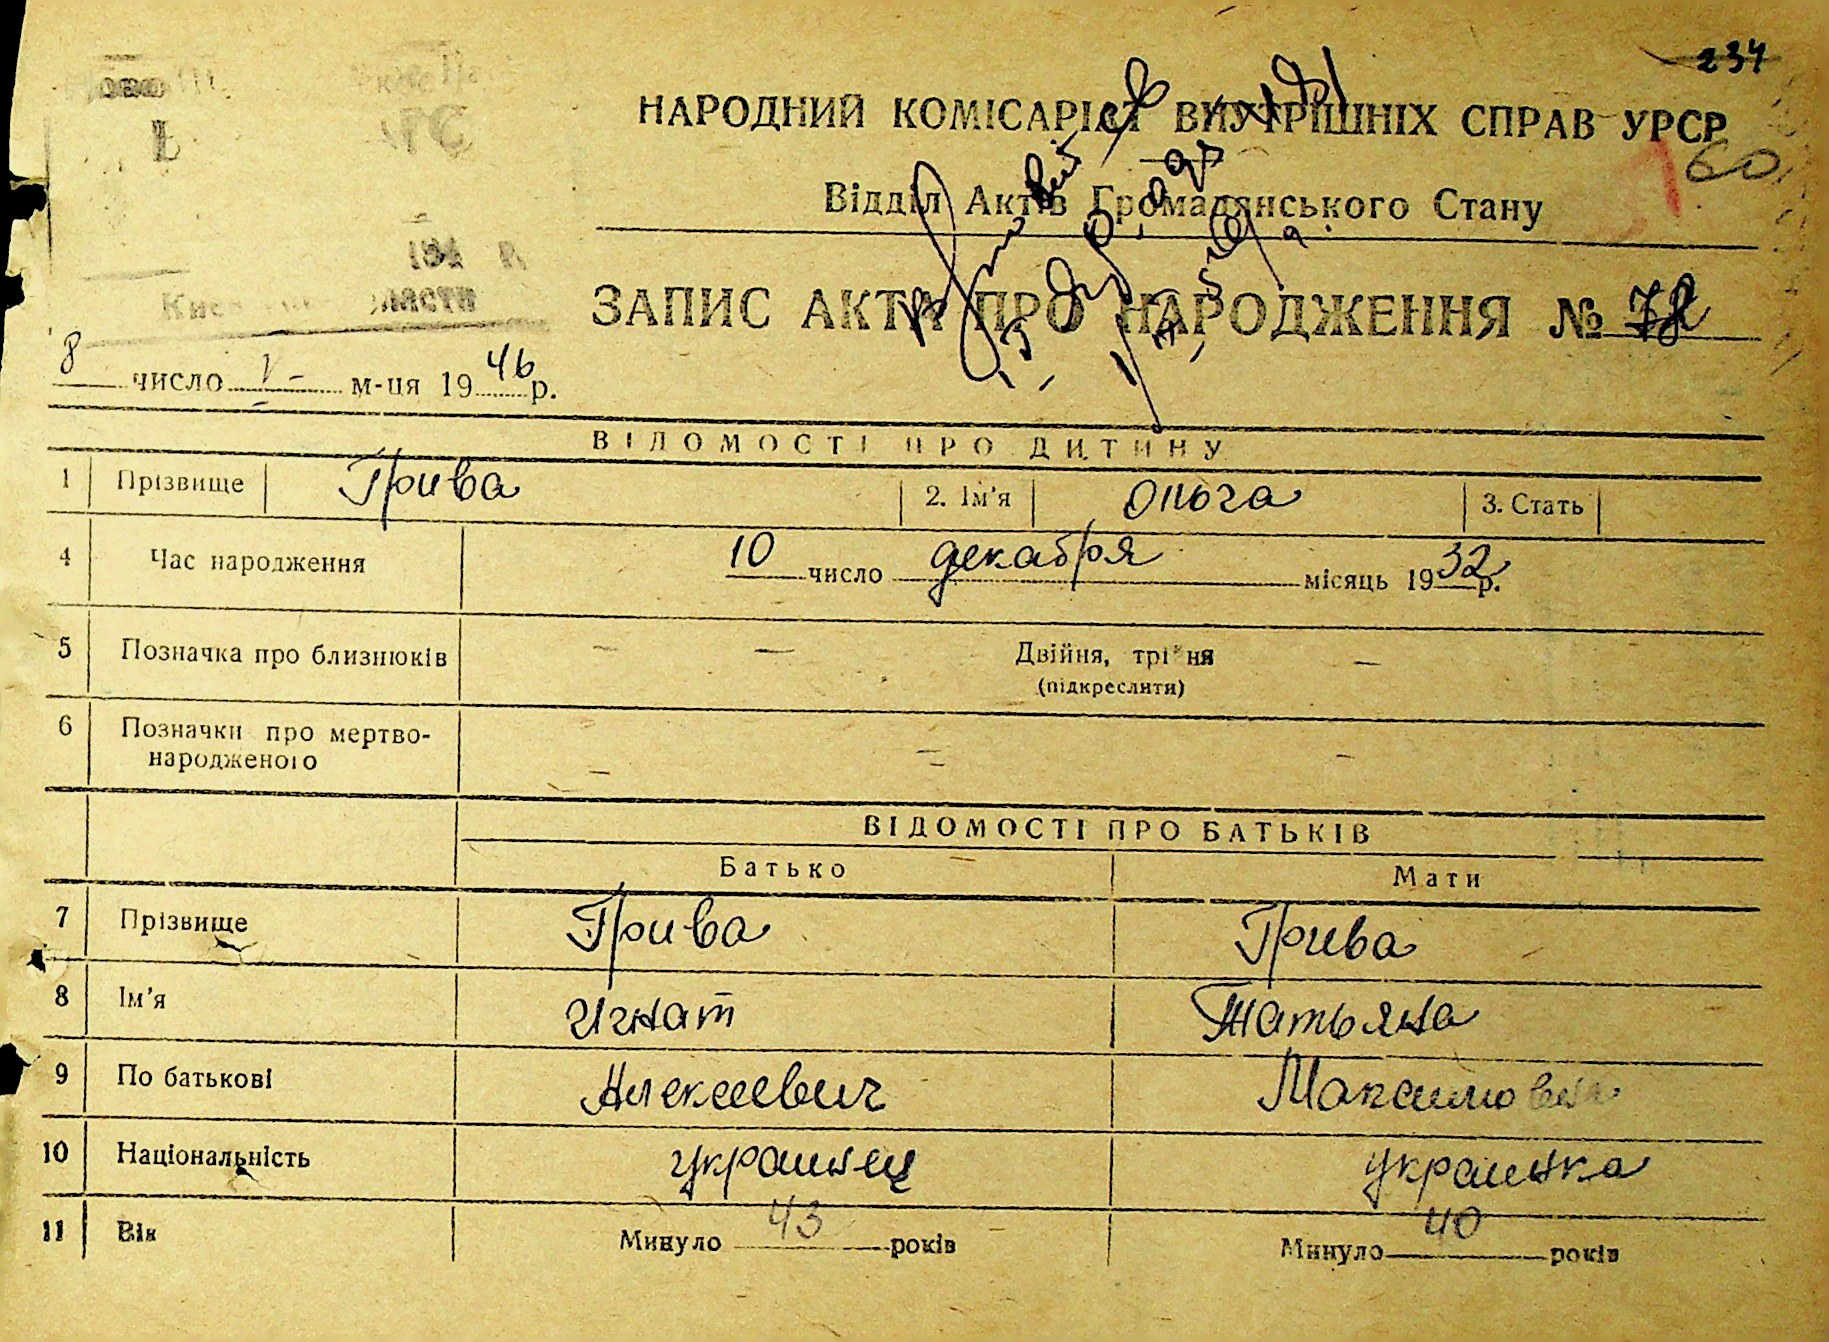 234
НАРОДНИЙ КОМІСАРІАТ ВНУТРІШНІХ СПРАВ УРСР
60
Відділ Актів Громадянського Стану
ЗАПИС АКТА ПРО НАРОДЖЕННЯ № 78
8 число V м-ця 1946 р.
ВІДОМОСТІ ПРО ДИТИНУ
1 Прізвище Грива 2. Ім'я Ольга 3. Стать
4 Час народження 10 число декабря місяць 1932 р.
5 Позначка про близнюків — — Двійня, трійня —
(підкреслити)
6 Позначки про мертво-
народженого — — —
ВІДОМОСТІ ПРО БАТЬКІВ
Батько Мати
7 Прізвище Грива Грива
8 Ім'я Игнат Татьяна
9 По батькові Алексеевич Максимовна
10 Національність украинец украинка
11 Вік Минуло 43 років Минуло 40 років